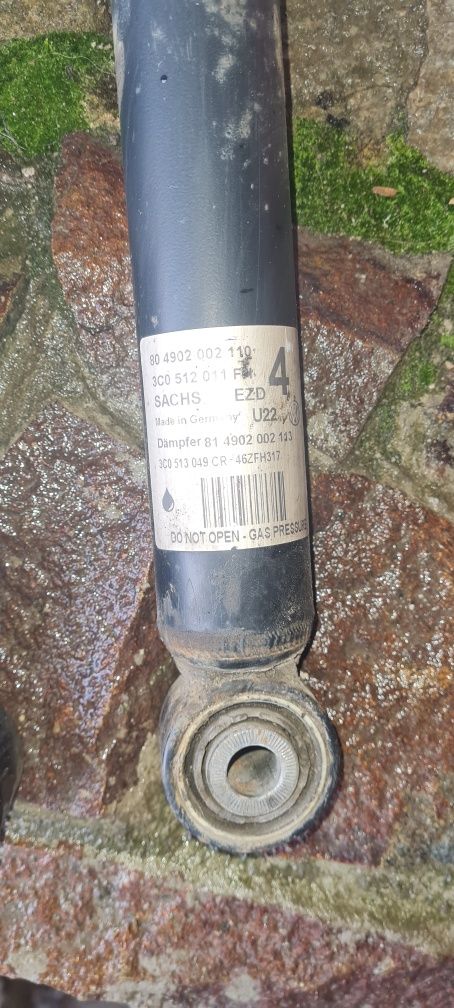 80 4902 002 110
3C0 512 011 F
4
SACHS EZD
Made in Germany U22
Dämpfer 81 4902 002 113
3C0 513 049 CR - 46ZFH317
DO NOT OPEN - GAS PRESSURE